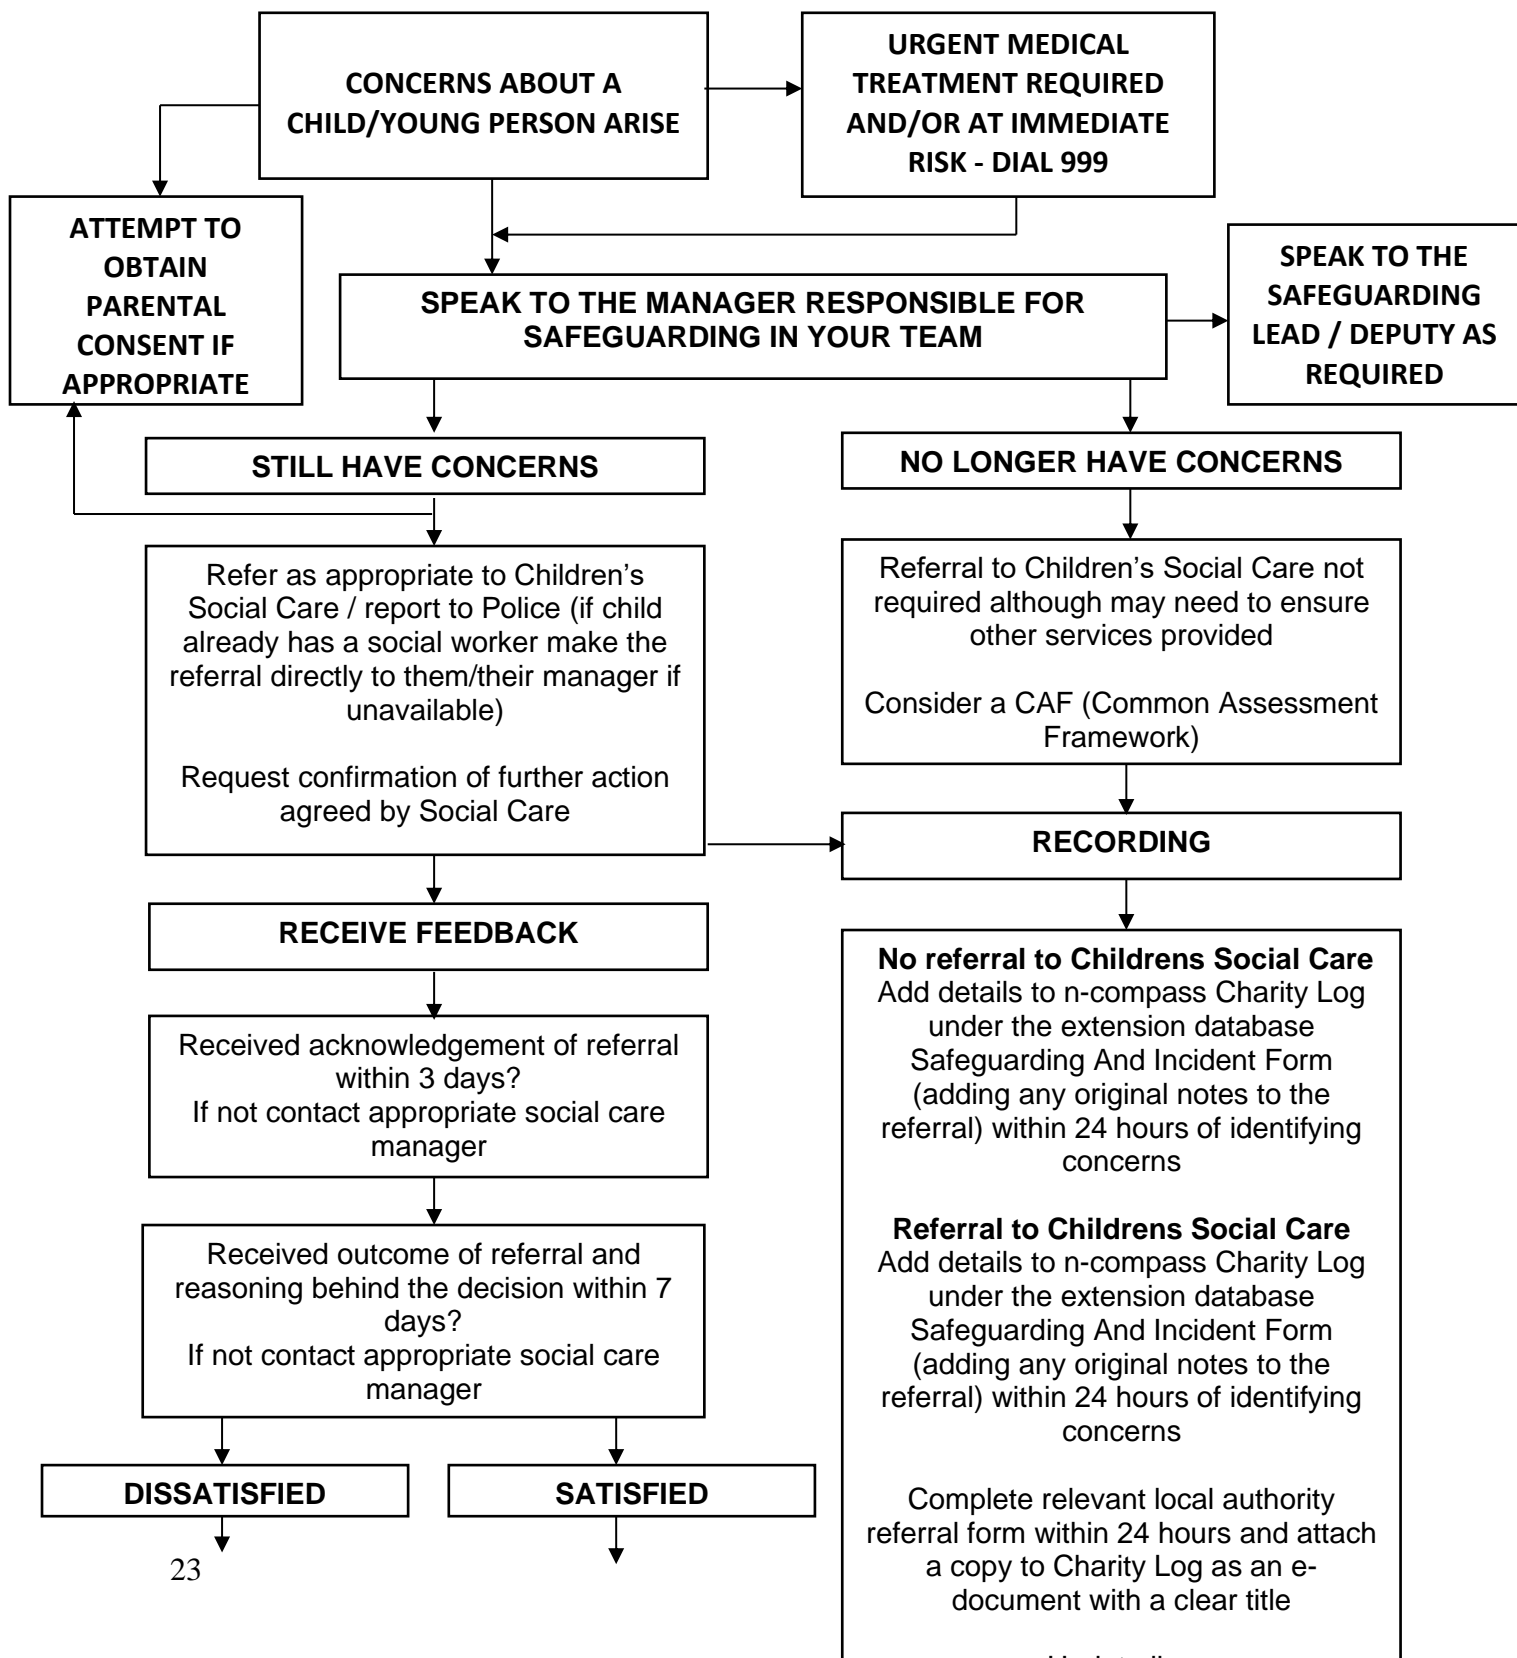 CONCERNS ABOUT A
CHILD/YOUNG PERSON ARISE
URGENT MEDICAL
TREATMENT REQUIRED
AND/OR AT IMMEDIATE
RISK - DIAL 999
ATTEMPT TO
OBTAIN
PARENTAL
CONSENT IF
APPROPRIATE
SPEAK TO THE MANAGER RESPONSIBLE FOR
SAFEGUARDING IN YOUR TEAM
SPEAK TO THE
SAFEGUARDING
LEAD / DEPUTY AS
REQUIRED
STILL HAVE CONCERNS
NO LONGER HAVE CONCERNS
Refer as appropriate to Children’s
Social Care / report to Police (if child
already has a social worker make the
referral directly to them/their manager if
unavailable)
Request confirmation of further action
agreed by Social Care
Referral to Children’s Social Care not
required although may need to ensure
other services provided
Consider a CAF (Common Assessment
Framework)
RECORDING
RECEIVE FEEDBACK
Received acknowledgement of referral
within 3 days?
If not contact appropriate social care
manager
Received outcome of referral and
reasoning behind the decision within 7
days?
If not contact appropriate social care
manager
DISSATISFIED
SATISFIED
No referral to Childrens Social Care
Add details to n-compass Charity Log
under the extension database
Safeguarding And Incident Form
(adding any original notes to the
referral) within 24 hours of identifying
concerns
Referral to Childrens Social Care
Add details to n-compass Charity Log
under the extension database
Safeguarding And Incident Form
(adding any original notes to the
referral) within 24 hours of identifying
concerns
Complete relevant local authority
referral form within 24 hours and attach
a copy to Charity Log as an e-
document with a clear title
23